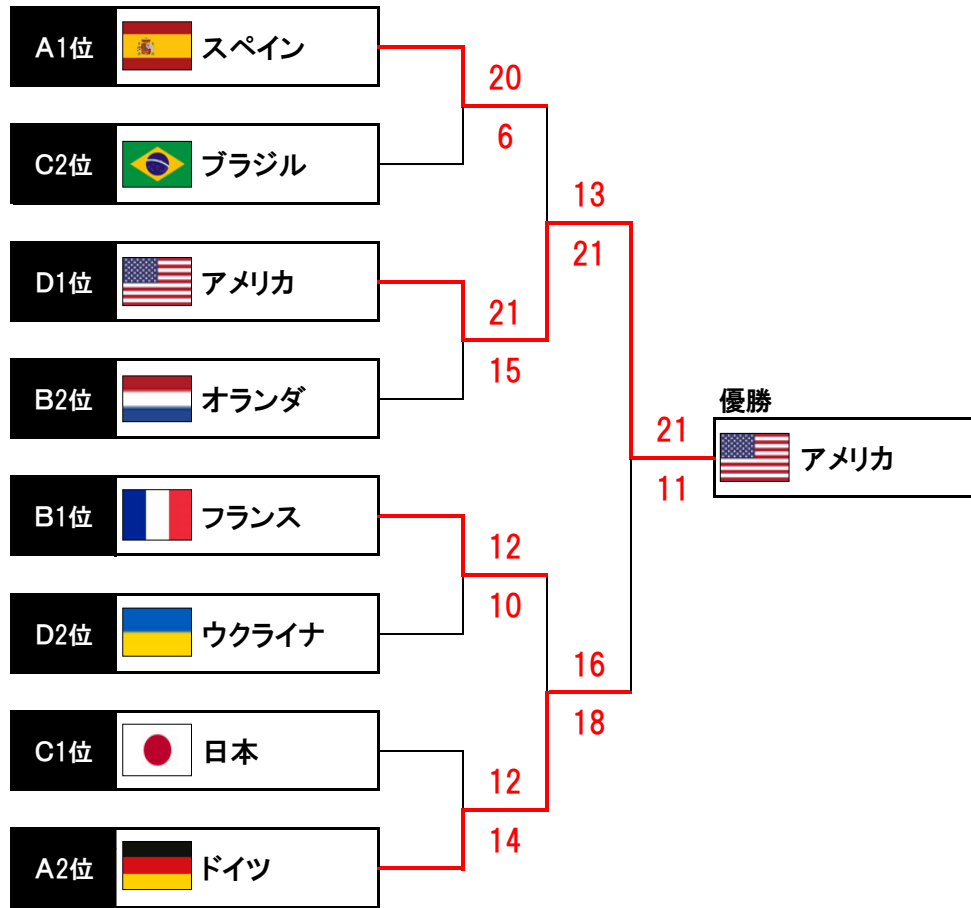 A1位 スペイン
20
6
C2位 ブラジル
13
21
D1位 アメリカ
21
15
B2位 オランダ
優勝
21
アメリカ
11
B1位 フランス
12
10
D2位 ウクライナ
16
18
C1位 日本
12
14
A2位 ドイツ